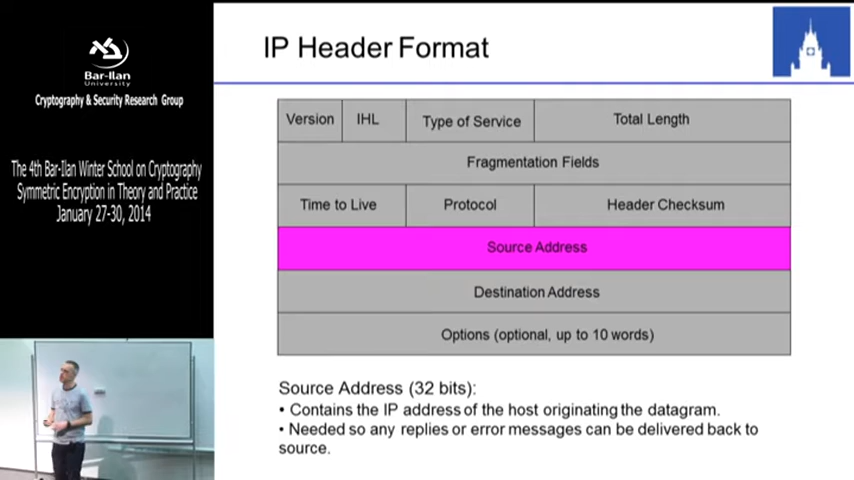 Bar-Ilan
University
Cryptography & Security Research Group
The 4th Bar-Ilan Winter School on Cryptography
Symmetric Encryption in Theory and Practice
January 27-30, 2014
IP Header Format
Version IHL Type of Service Total Length
Fragmentation Fields
Time to Live Protocol Header Checksum
Source Address
Destination Address
Options (optional, up to 10 words)
Source Address (32 bits):
• Contains the IP address of the host originating the datagram.
• Needed so any replies or error messages can be delivered back to
source.